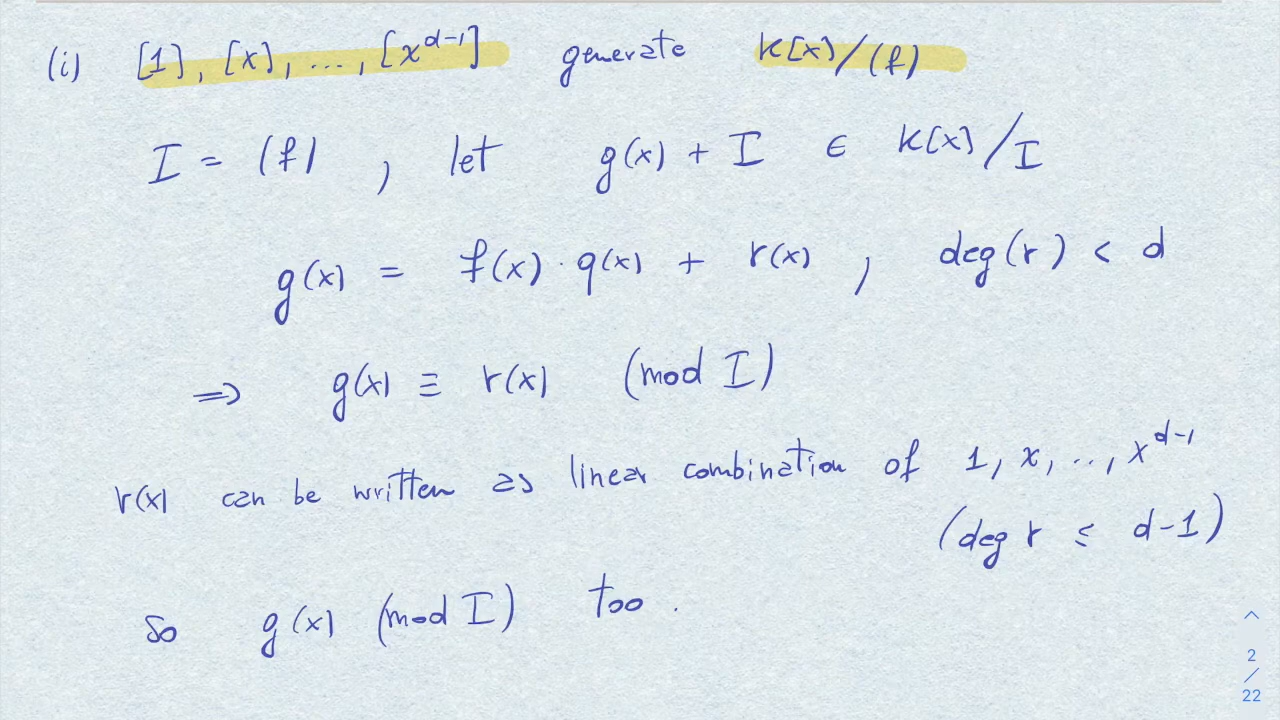 (i) [1], [x], ..., [x^{d-1}] generate k[x]/(f)
I = (f) , let g(x) + I ∈ k[x]/I
g(x) = f(x) · q(x) + r(x) , deg(r) < d
⇒ g(x) ≡ r(x) (mod I)
r(x) can be written as linear combination of 1, x, .., x^{d-1}
(deg r ≤ d-1)
So g(x) (mod I) too .
2
/
22